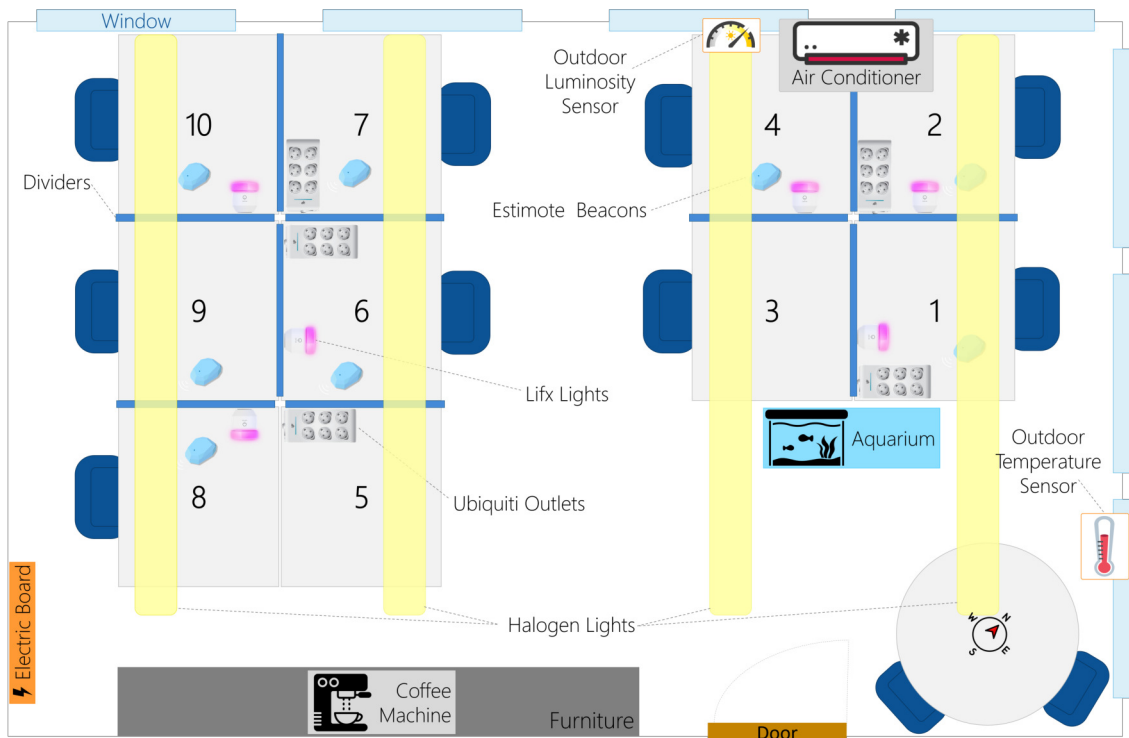 Window
Outdoor
Luminosity
Sensor
Air Conditioner
10
7
4
2
Dividers
Estimote Beacons
9
6
3
1
Lifx Lights
Aquarium
Outdoor
Temperature
Sensor
8
5
Ubiquiti Outlets
Electric Board
Halogen Lights
W
N
S
E
Coffee
Machine
Furniture
Door